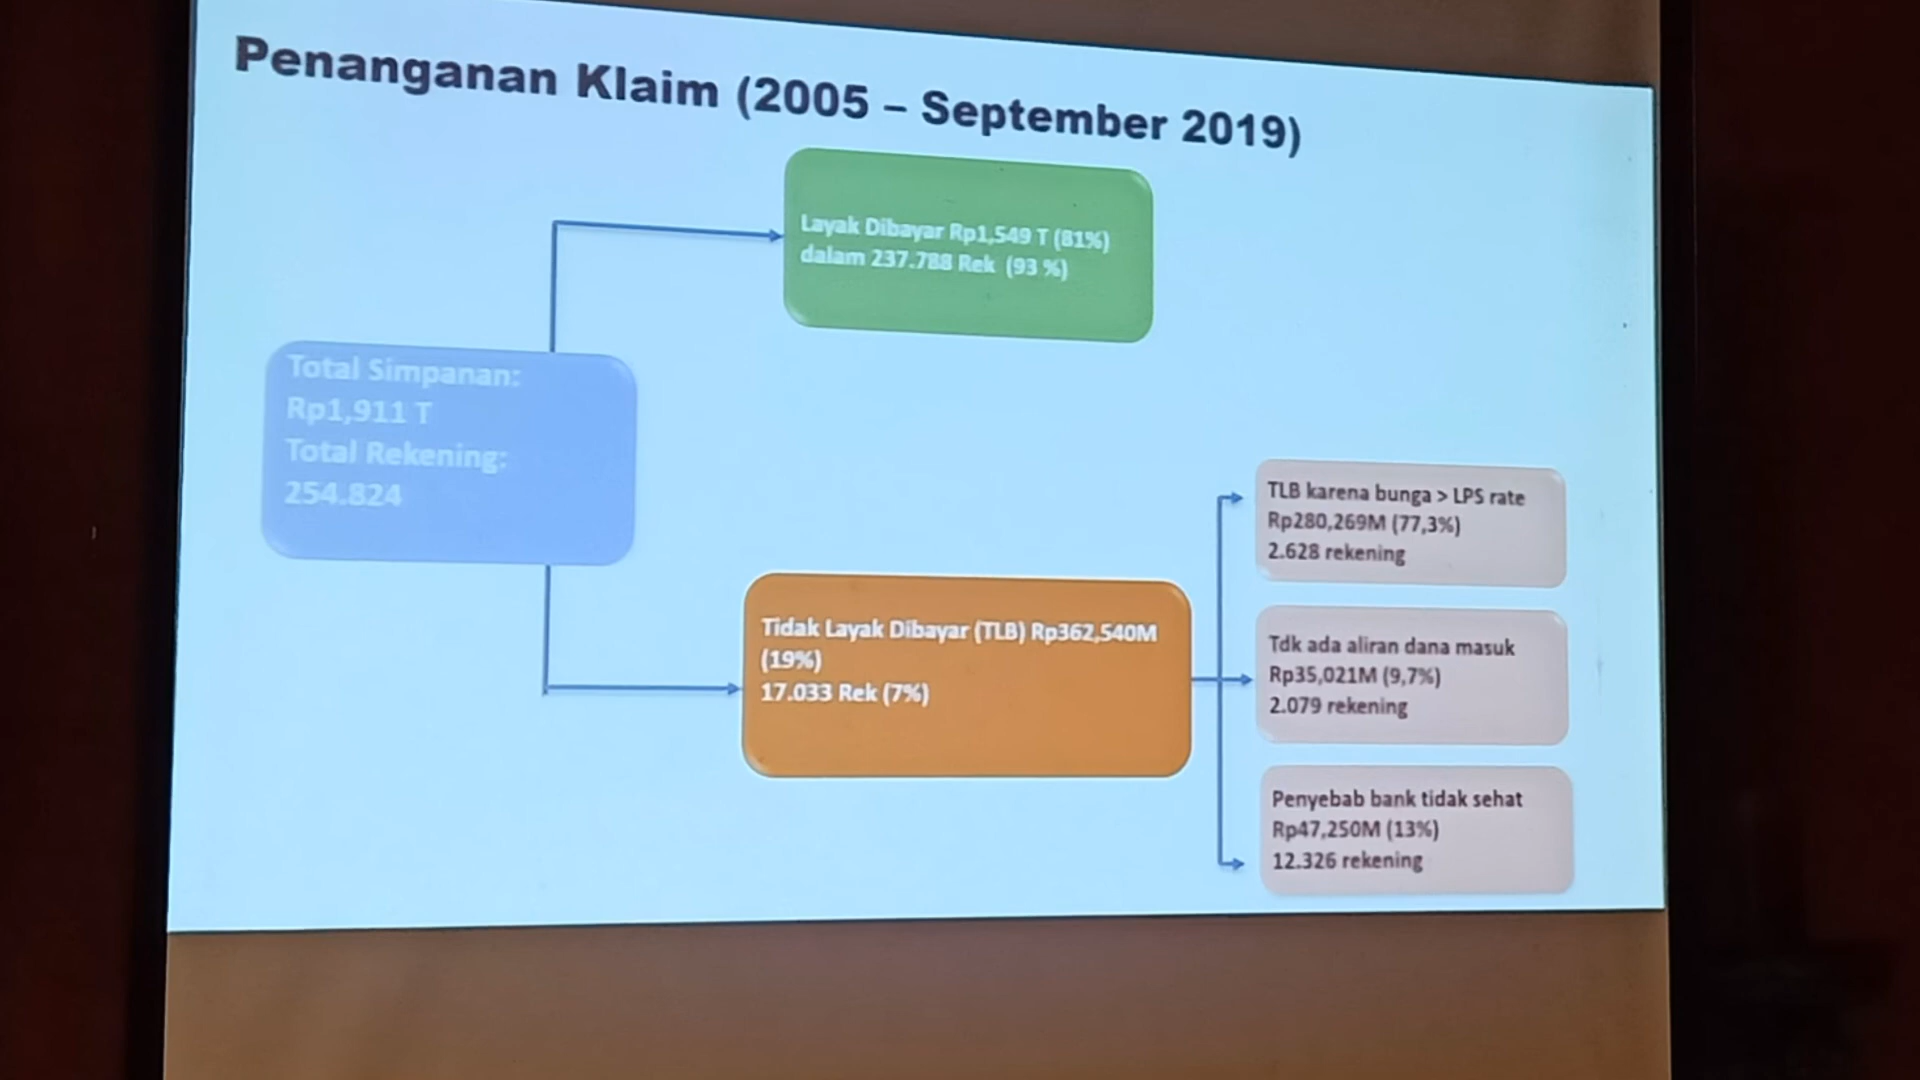 Penanganan Klaim (2005 – September 2019)
Layak Dibayar Rp1,549 T (81%)
dalam 237.788 Rek (93 %)
Total Simpanan:
Rp1,911 T
Total Rekening:
254.824
Tidak Layak Dibayar (TLB) Rp362,540M
(19%)
17.033 Rek (7%)
TLB karena bunga > LPS rate
Rp280,269M (77,3%)
2.628 rekening
Tdk ada aliran dana masuk
Rp35,021M (9,7%)
2.079 rekening
Penyebab bank tidak sehat
Rp47,250M (13%)
12.326 rekening